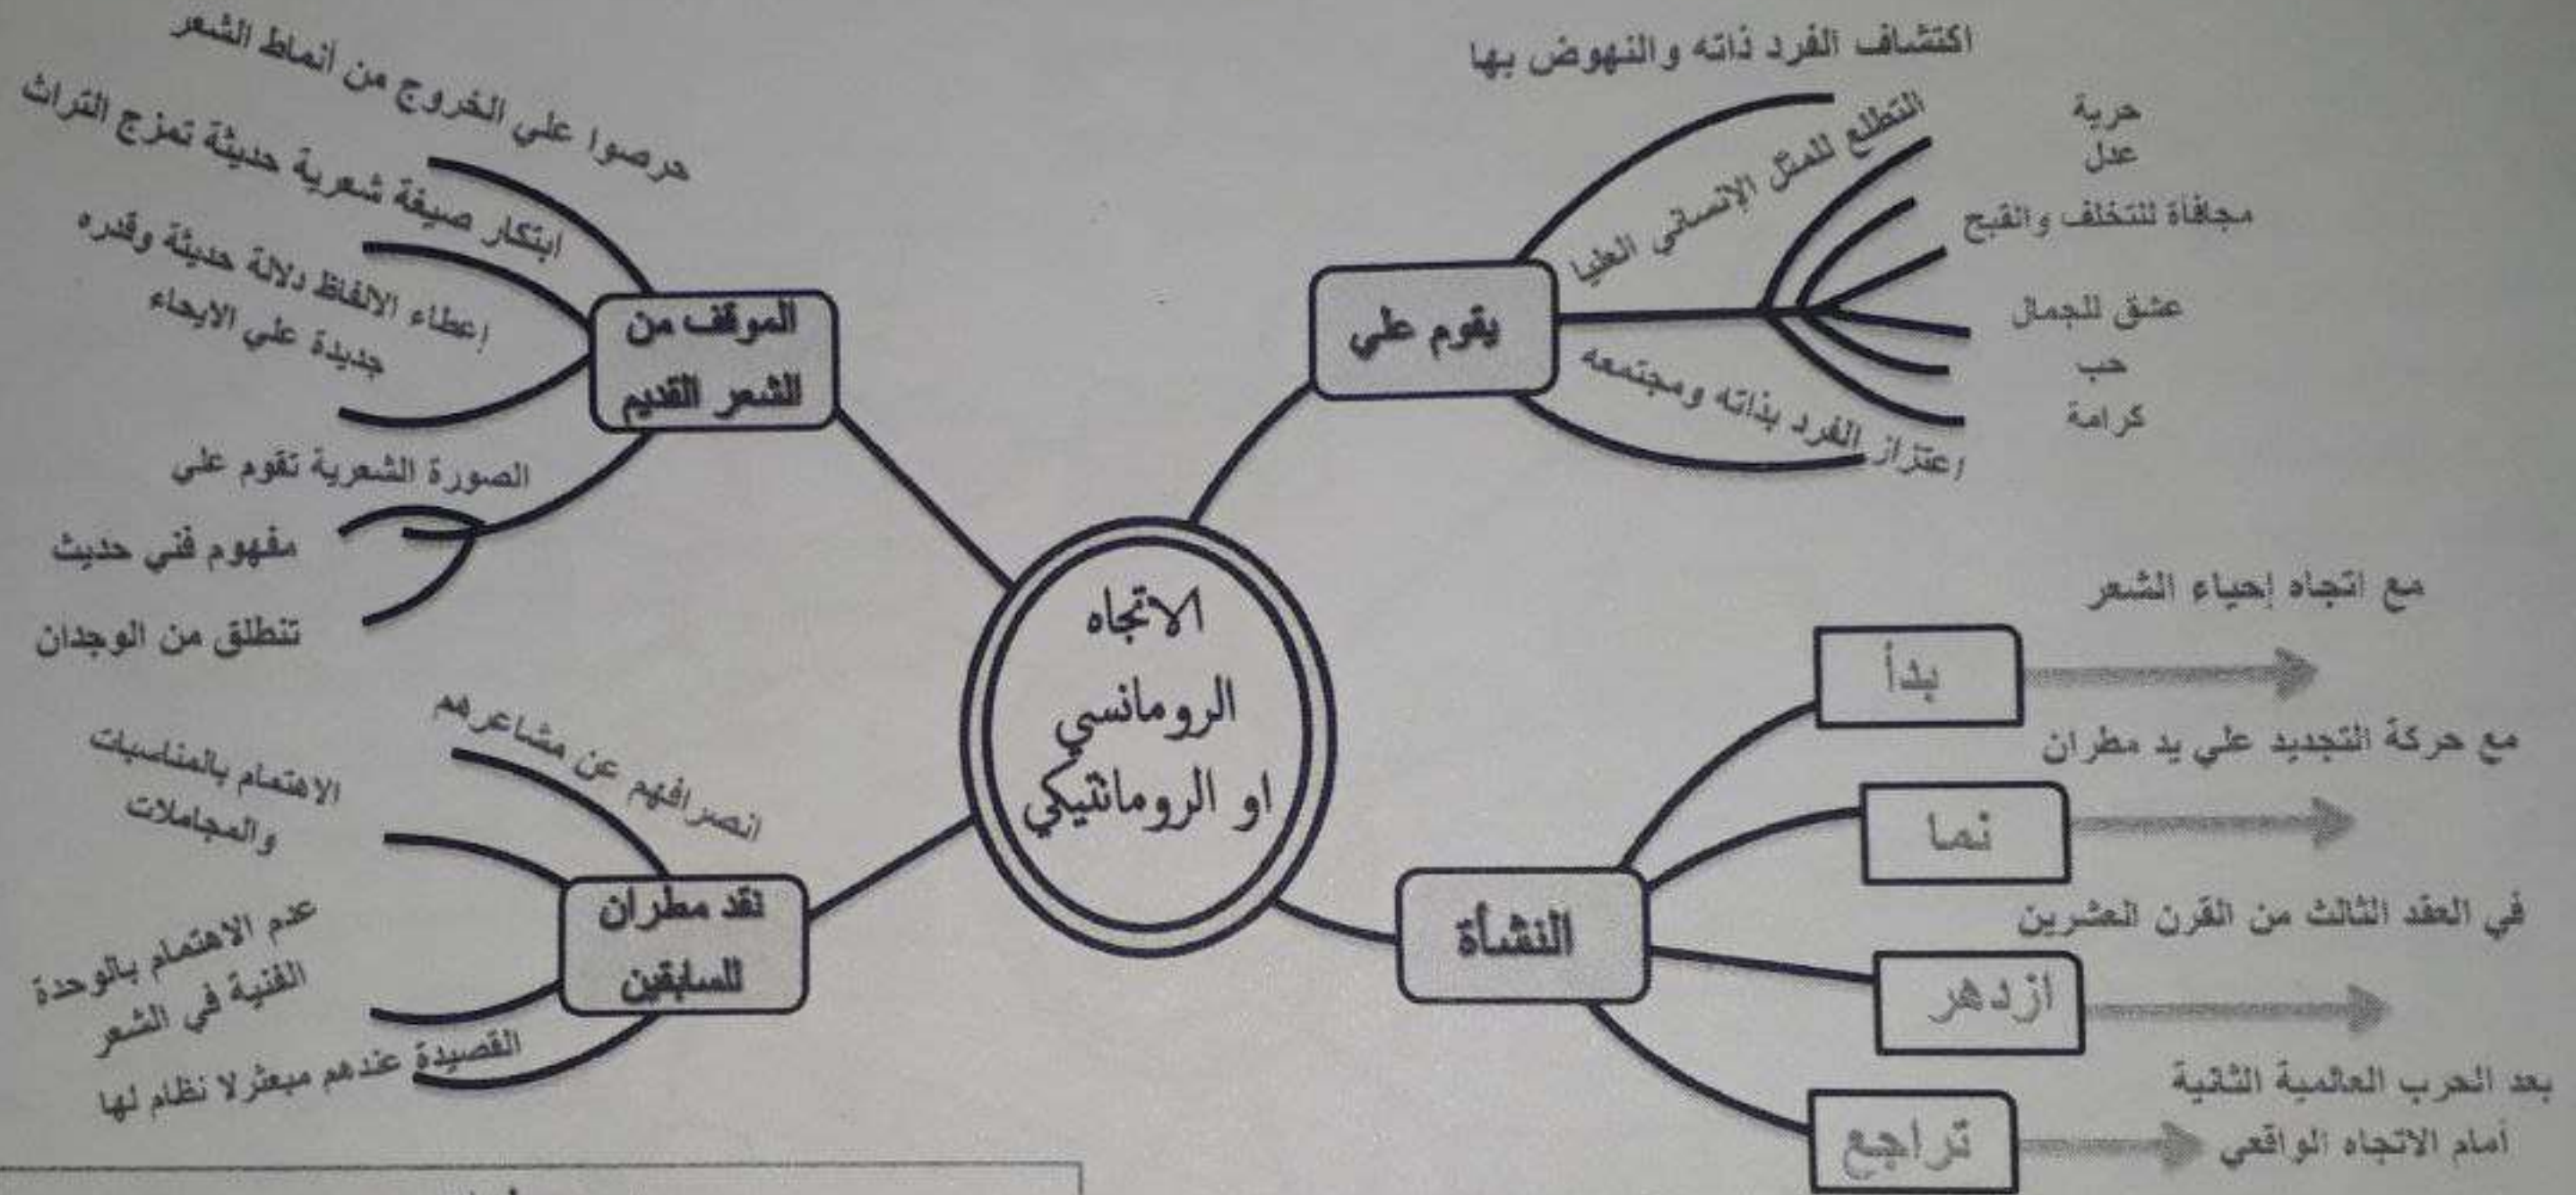 الاتجاه
الرومانسي
او الرومانتيكي
يقوم علي
اكتشاف الفرد ذاته والنهوض بها
التطلع للمثل الإنساني العليا
حرية
عدل
مجافاة للتخلف والقبح
عشق للجمال
حب
كرامة
اعتزاز الفرد بذاته ومجتمعه
النشأة
بدأ
مع اتجاه إحياء الشعر
نما
مع حركة التجديد علي يد مطران
ازدهر
في العقد الثالث من القرن العشرين
تراجع
بعد الحرب العالمية الثانية
أمام الاتجاه الواقعي
الموقف من
الشعر القديم
حرصوا علي الخروج من أنماط الشعر
ابتكار صيغة شعرية حديثة تمزج التراث
إعطاء الالفاظ دلالة حديثة وقدره
جديدة علي الايحاء
الصورة الشعرية تقوم علي
مفهوم فني حديث
تنطلق من الوجدان
نقد مطران
للسابقين
انصرافهم عن مشاعرهم
الاهتمام بالمناسبات
والمجاملات
عدم الاهتمام بالوحدة
الفنية في الشعر
القصيدة عندهم مبعثرلا نظام لها